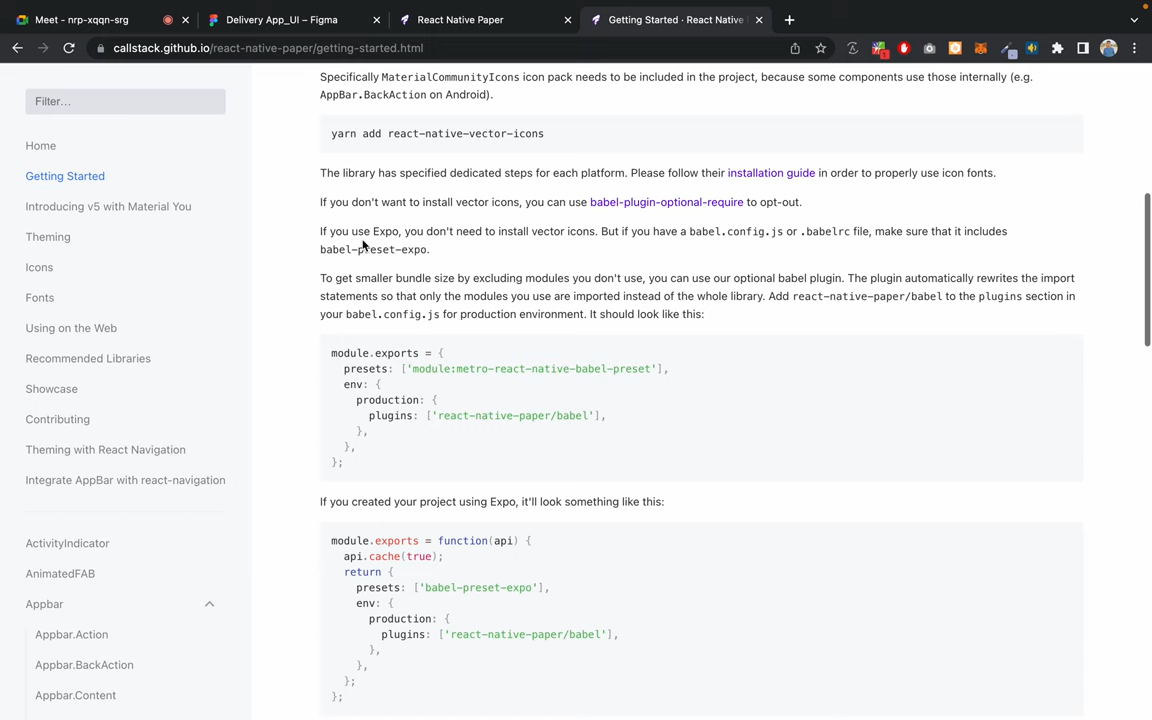 Meet - nrp-xqqn-srg
Delivery App_UI – Figma
React Native Paper
Getting Started · React Native
callstack.github.io/react-native-paper/getting-started.html
Filter...
Home
Getting Started
Introducing v5 with Material You
Theming
Icons
Fonts
Using on the Web
Recommended Libraries
Showcase
Contributing
Theming with React Navigation
Integrate AppBar with react-navigation
ActivityIndicator
AnimatedFAB
Appbar
Appbar.Action
Appbar.BackAction
Appbar.Content
Specifically MaterialCommunityIcons icon pack needs to be included in the project, because some components use those internally (e.g.
AppBar.BackAction on Android).
yarn add react-native-vector-icons
The library has specified dedicated steps for each platform. Please follow their installation guide in order to properly use icon fonts.
If you don't want to install vector icons, you can use babel-plugin-optional-require to opt-out.
If you use Expo, you don't need to install vector icons. But if you have a babel.config.js or .babelrc file, make sure that it includes
babel-preset-expo.
To get smaller bundle size by excluding modules you don't use, you can use our optional babel plugin. The plugin automatically rewrites the import
statements so that only the modules you use are imported instead of the whole library. Add react-native-paper/babel to the plugins section in
your babel.config.js for production environment. It should look like this:
module.exports = {
presets: ['module:metro-react-native-babel-preset'],
env: {
production: {
plugins: ['react-native-paper/babel'],
},
},
};
If you created your project using Expo, it'll look something like this:
module.exports = function(api) {
api.cache(true);
return {
presets: ['babel-preset-expo'],
env: {
production: {
plugins: ['react-native-paper/babel'],
},
},
};
};